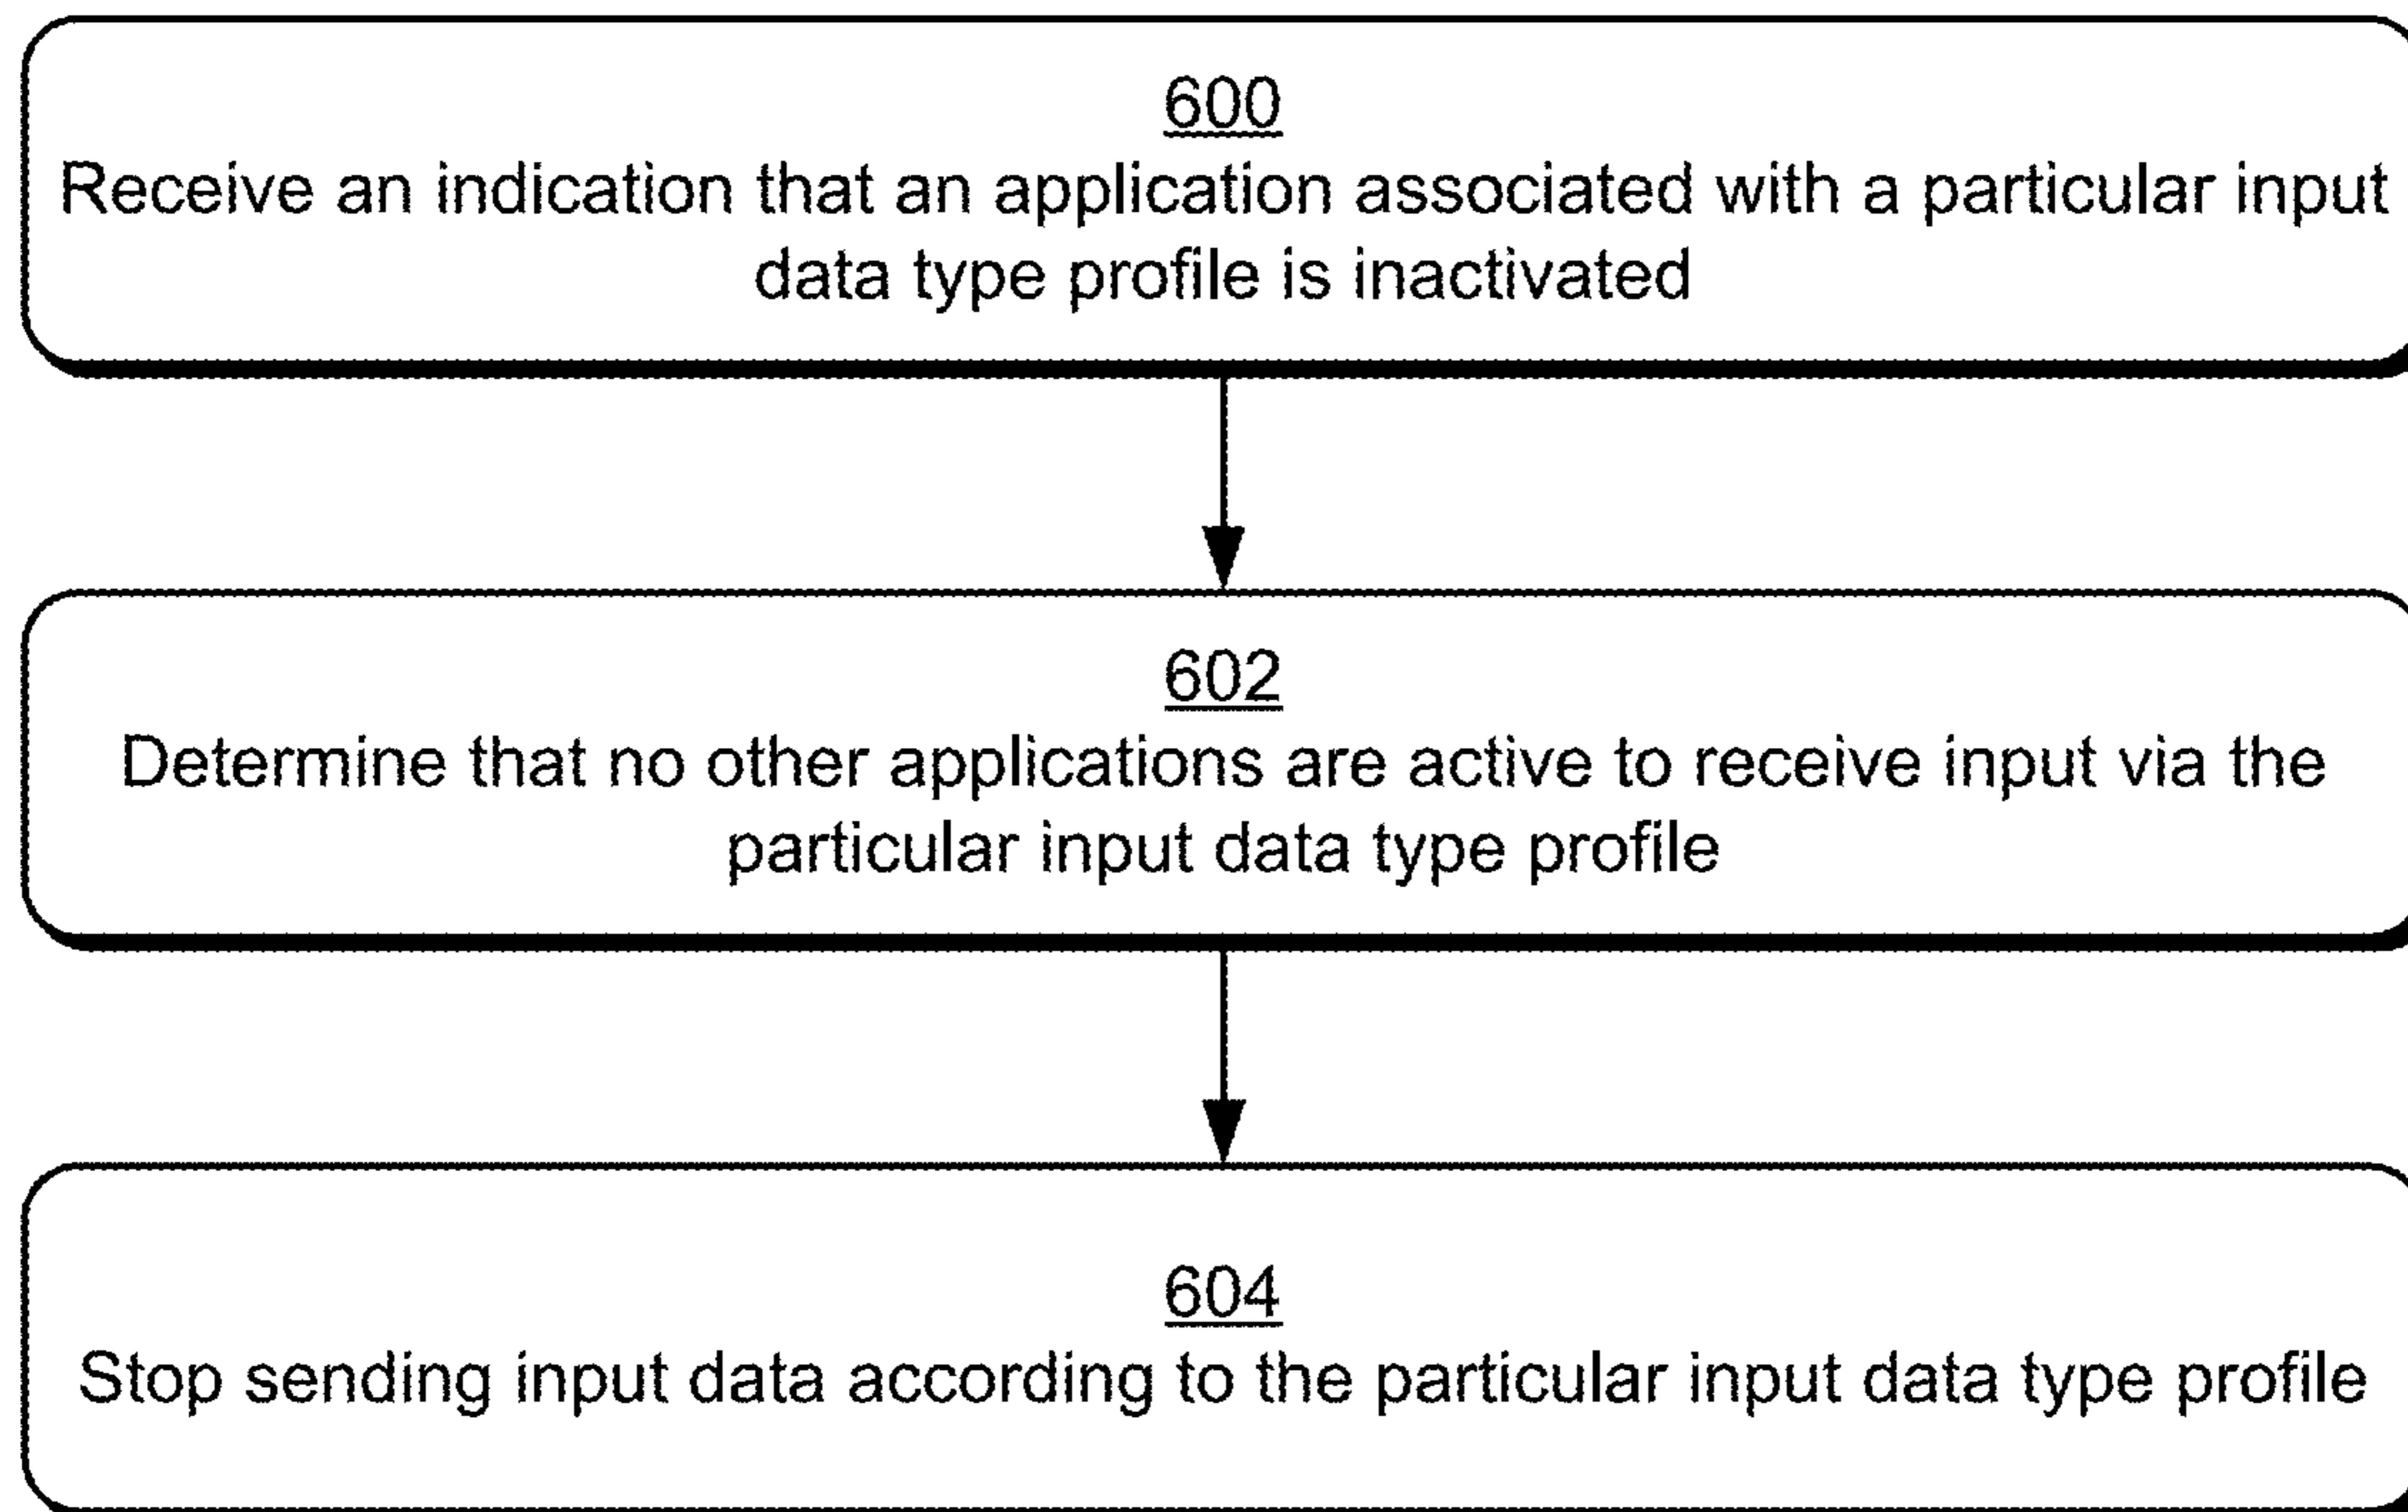 600
Receive an indication that an application associated with a particular input
data type profile is inactivated
602
Determine that no other applications are active to receive input via the
particular input data type profile
604
Stop sending input data according to the particular input data type profile